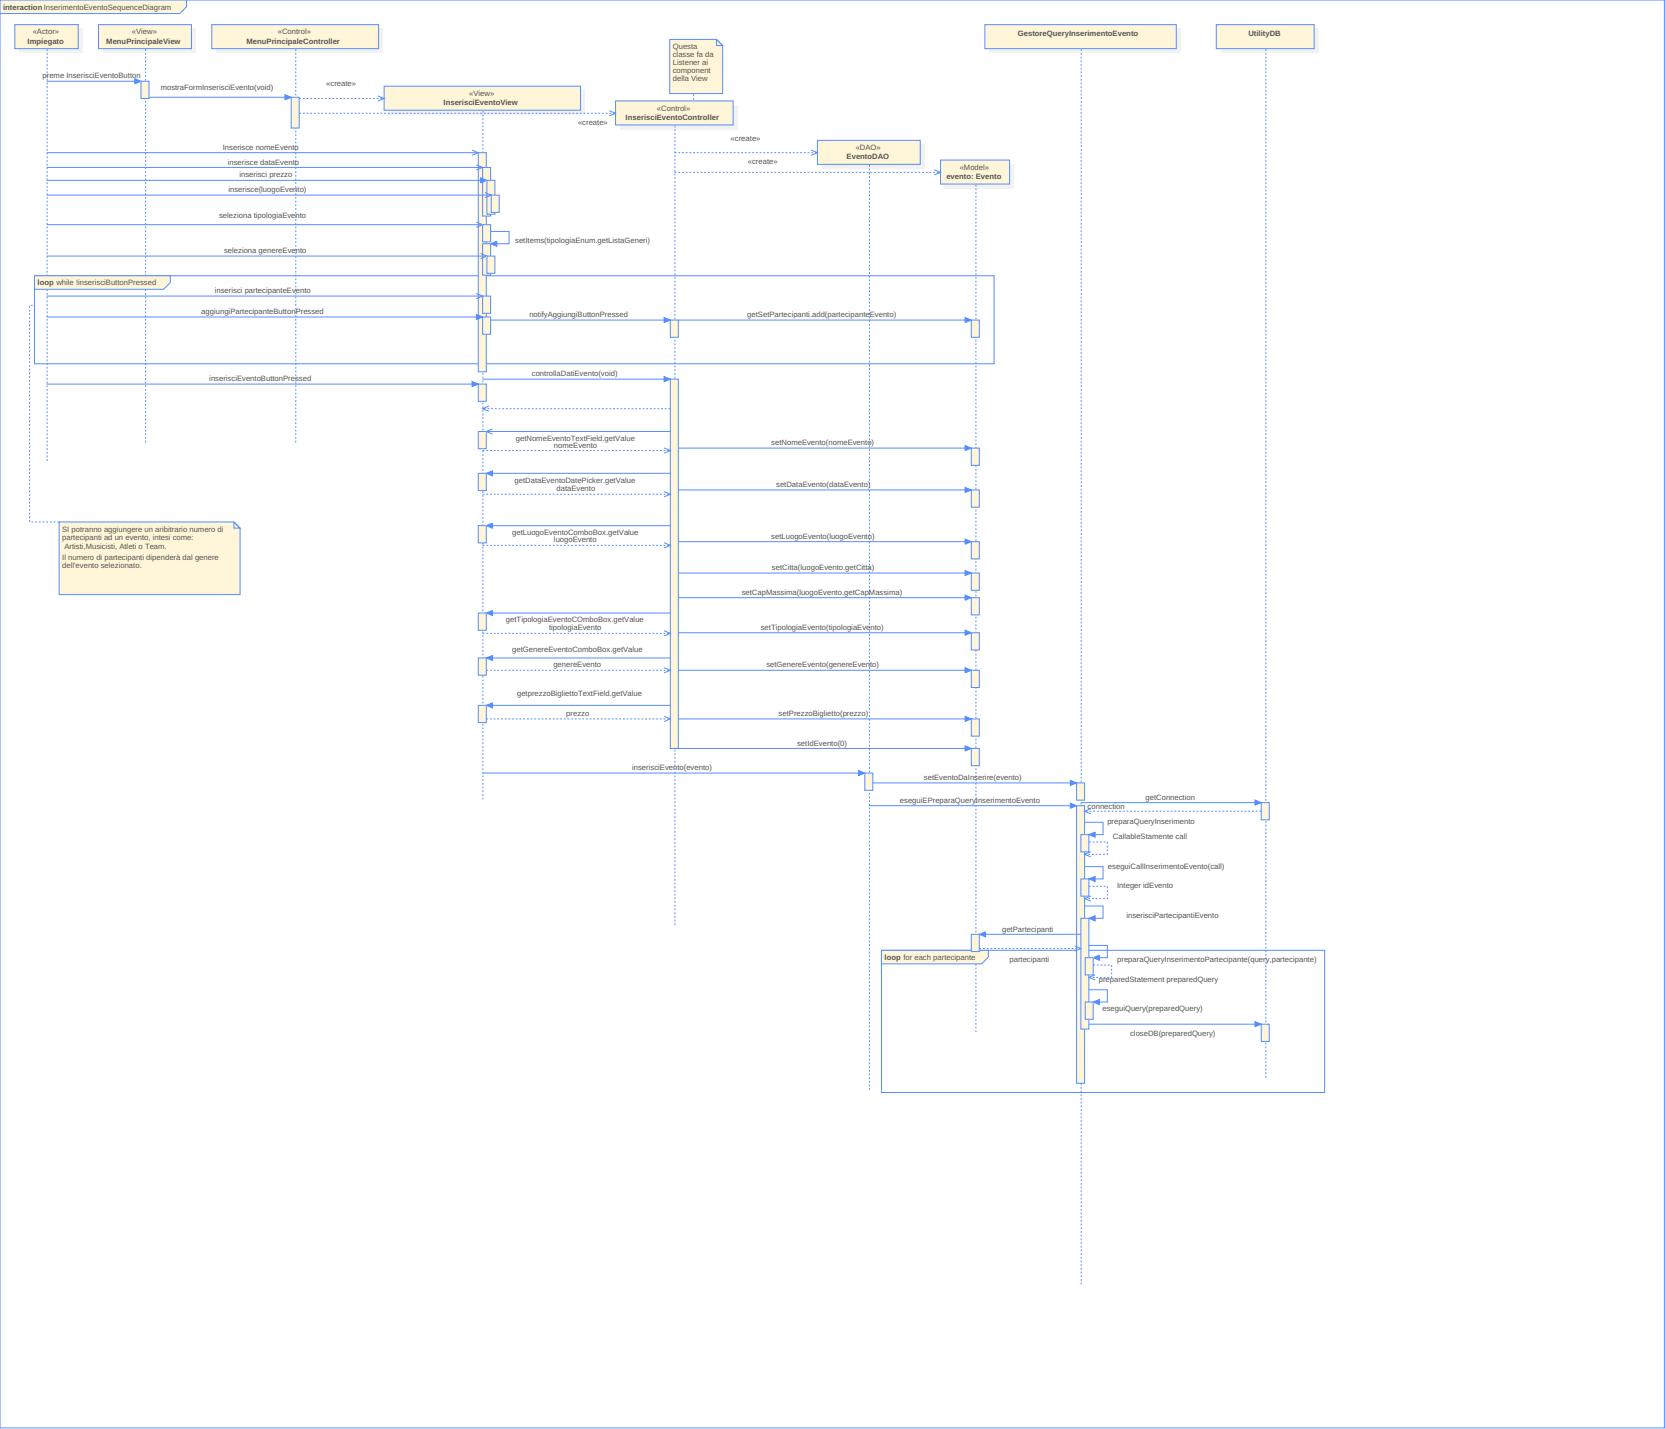 interaction InserimentoEventoSequenceDiagram
«Actor»
Impiegato
«View»
MenuPrincipaleView
«Control»
MenuPrincipaleController
Questa
classe fa da
Listener ai
component
della View
GestoreQueryInserimentoEvento
UtilityDB
preme InserisciEventoButton
mostraFormInserisciEvento(void)
«create»
«View»
InserisciEventoView
«create»
«Control»
InserisciEventoController
«create»
«DAO»
EventoDAO
«create»
«Model»
evento: Evento
Inserisce nomeEvento
inserisce dataEvento
inserisci prezzo
inserisce(luogoEvento)
seleziona tipologiaEvento
setItems(tipologiaEnum.getListaGeneri)
seleziona genereEvento
loop while !inserisciButtonPressed
inserisci partecipanteEvento
aggiungiPartecipanteButtonPressed
notifyAggiungiButtonPressed
getSetPartecipanti.add(partecipanteEvento)
inserisciEventoButtonPressed
controllaDatiEvento(void)
getNomeEventoTextField.getValue
nomeEvento
setNomeEvento(nomeEvento)
getDataEventoDatePicker.getValue
dataEvento
setDataEvento(dataEvento)
SI potranno aggiungere un aribitrario numero di
partecipanti ad un evento, intesi come:
Artisti,Musicisti, Atleti o Team.
Il numero di partecipanti dipenderà dal genere
dell'evento selezionato.
getLuogoEventoComboBox.getValue
luogoEvento
setLuogoEvento(luogoEvento)
setCitta(luogoEvento.getCitta)
setCapMassima(luogoEvento.getCapMassima)
getTipologiaEventoCOmboBox.getValue
tipologiaEvento
setTipologiaEvento(tipologiaEvento)
getGenereEventoComboBox.getValue
genereEvento
setGenereEvento(genereEvento)
getprezzoBigliettoTextField.getValue
prezzo
setPrezzoBiglietto(prezzo)
setIdEvento(0)
inserisciEvento(evento)
setEventoDaInserire(evento)
eseguiEPreparaQueryInserimentoEvento
getConnection
connection
preparaQueryInserimento
CallableStamente call
eseguiCallInserimentoEvento(call)
Integer idEvento
inserisciPartecipantiEvento
getPartecipanti
partecipanti
loop for each partecipante
preparaQueryInserimentoPartecipante(query,partecipante)
preparedStatement preparedQuery
eseguiQuery(preparedQuery)
closeDB(preparedQuery)